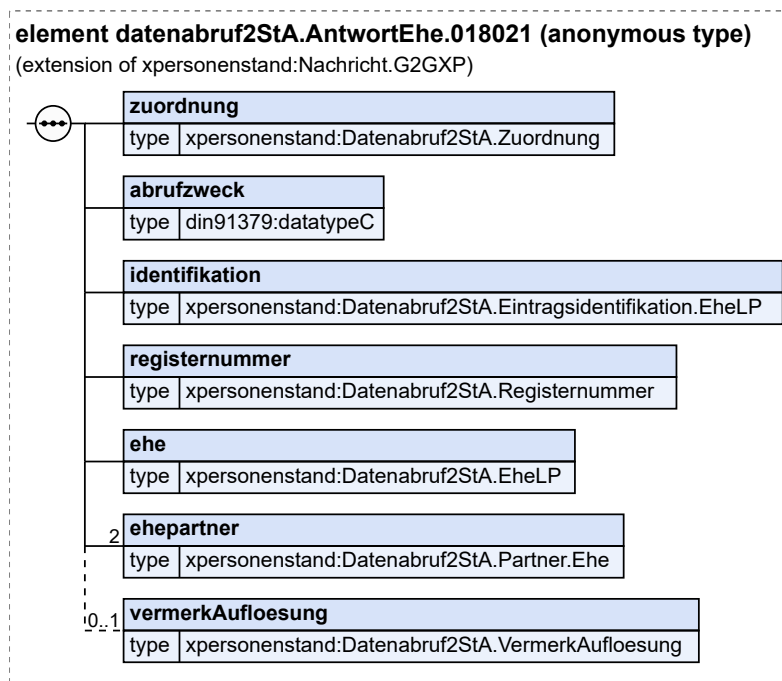 element datenabruf2StA.AntwortEhe.018021 (anonymous type)
(extension of xpersonenstand:Nachricht.G2GXP)
zuordnung
type xpersonenstand:Datenabruf2StA.Zuordnung
abrufzweck
type din91379:datatypeC
identifikation
type xpersonenstand:Datenabruf2StA.Eintragsidentifikation.EheLP
registernummer
type xpersonenstand:Datenabruf2StA.Registernummer
ehe
type xpersonenstand:Datenabruf2StA.EheLP
2 ehepartner
type xpersonenstand:Datenabruf2StA.Partner.Ehe
0..1 vermerkAufloesung
type xpersonenstand:Datenabruf2StA.VermerkAufloesung